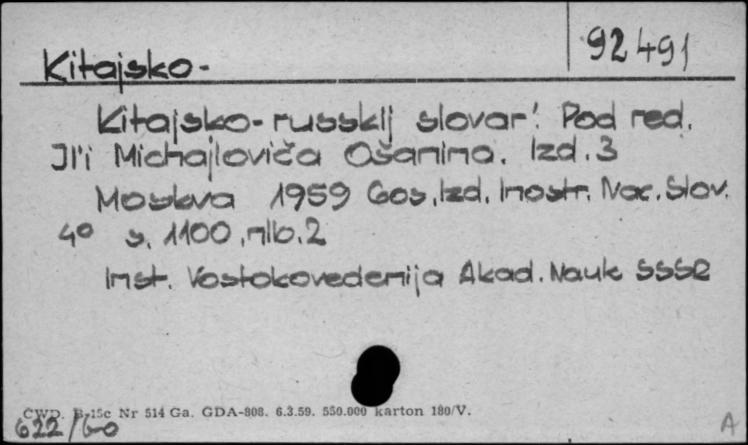 92491
Kitajsko-
Kitajsko-russkij slovar'. Pod red.
Il'i Michajloviča Ošanina. Izd. 3
Moskva 1959 Gos. Izd. Inostr. Nac. Slov.
4° s. 1100, nlb. 2
Inst. Vostokovedenija Akad. Nauk SSSR
CWD. B-15c Nr 514 Ga. GDA-808. 6.3.59. 550.000 karton 180/V.
622/60
A